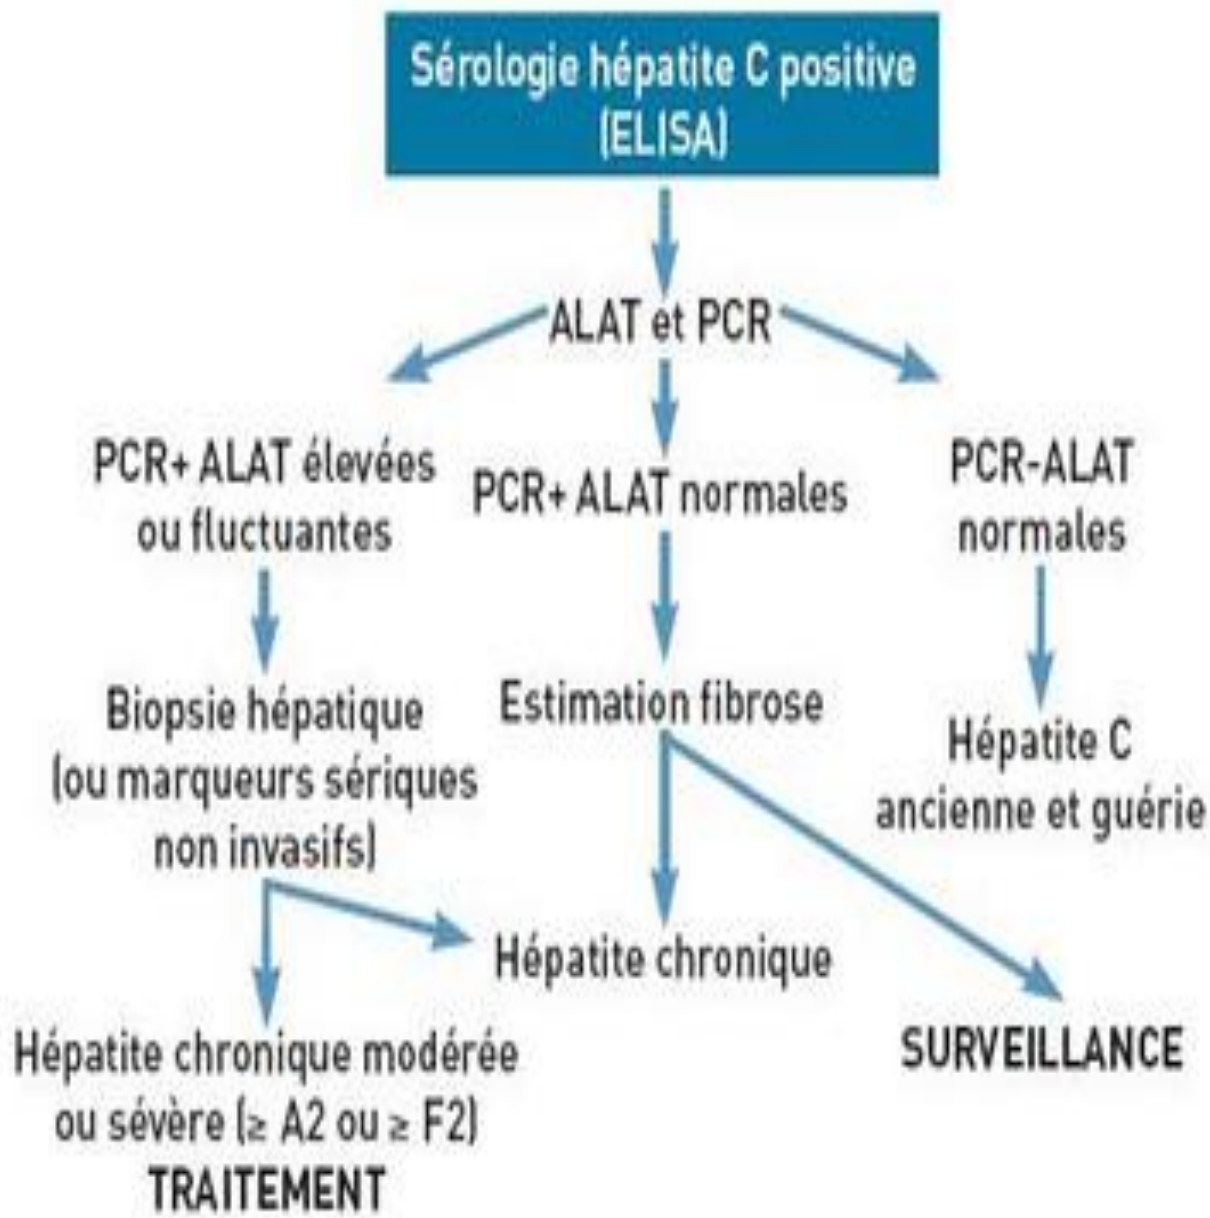 Sérologie hépatite C positive
(ELISA)
ALAT et PCR
PCR+ ALAT élevées
ou fluctuantes
PCR+ ALAT normales
PCR-ALAT
normales
Biopsie hépatique
(ou marqueurs sériques
non invasifs)
Estimation fibrose
Hépatite C
ancienne et guérie
Hépatite chronique
Hépatite chronique modérée
ou sévère (≥ A2 ou ≥ F2)
TRAITEMENT
SURVEILLANCE